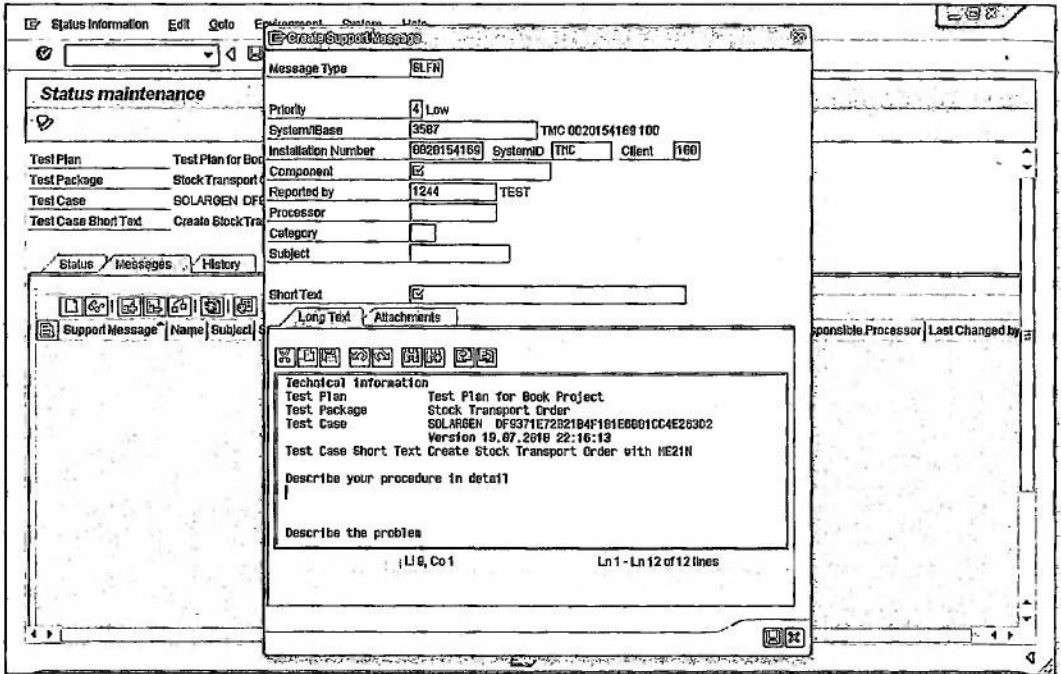 Status Information Edit Goto Environment System Help
Create Support Message
Message Type SLFN
Status maintenance
Priority 4 Low
System/IBase 3587 TMC 0020154169 100
Installation Number 0020154169 SystemID TMC Client 100
Test Plan Test Plan for Boo
Component
Test Package Stock Transport O
Reported by 1244 TEST
Test Case SOLARGEN DF9
Processor
Test Case Short Text Create Stock Tra
Category
Subject
Status Messages History
Short Text
Long Text Attachments
Support Message Name Subject S
sponsible Processor Last Changed by
Technical information
Test Plan Test Plan for Book Project
Test Package Stock Transport Order
Test Case SOLARGEN
Version 19.07.2010 22:16:13
Test Case Short Text Create Stock Transport Order with ME21N
Describe your procedure in detail
Describe the problem
Co 1 Ln 1 - Ln 12 of 12 lines